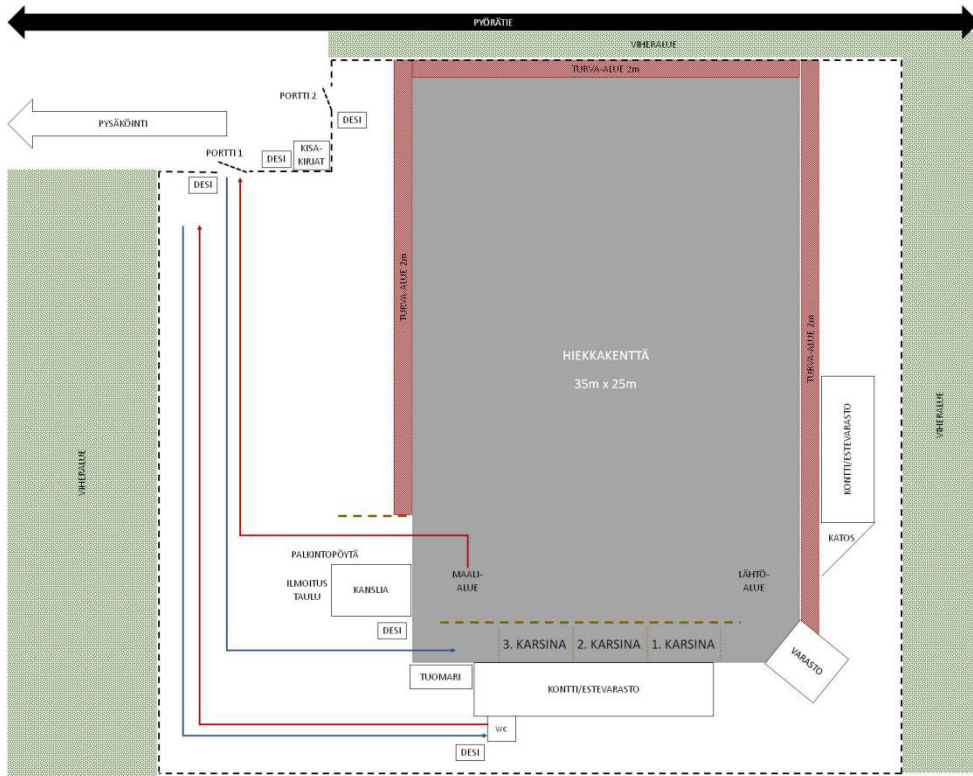 PYÖRÄTIE
VIHERALUE
TURVA-ALUE 2m
PORTTI 2
DESI
PYSÄKÖINTI
KISA-
KIRJAT
PORTTI 1
DESI
DESI
TURVA-ALUE 2m
TURVA-ALUE 2m
HIEKKAKENTTÄ
35m x 25m
VIHERALUE
VIHERALUE
KONTTI/ESTEVARASTO
KATOS
PALKINTOPÖYTÄ
ILMOITUS
TAULU
KANSLIA
MAALI-
ALUE
LÄHTÖ-
ALUE
DESI
3. KARSINA
2. KARSINA
1. KARSINA
VARASTO
TUOMARI
KONTTI/ESTEVARASTO
WC
DESI